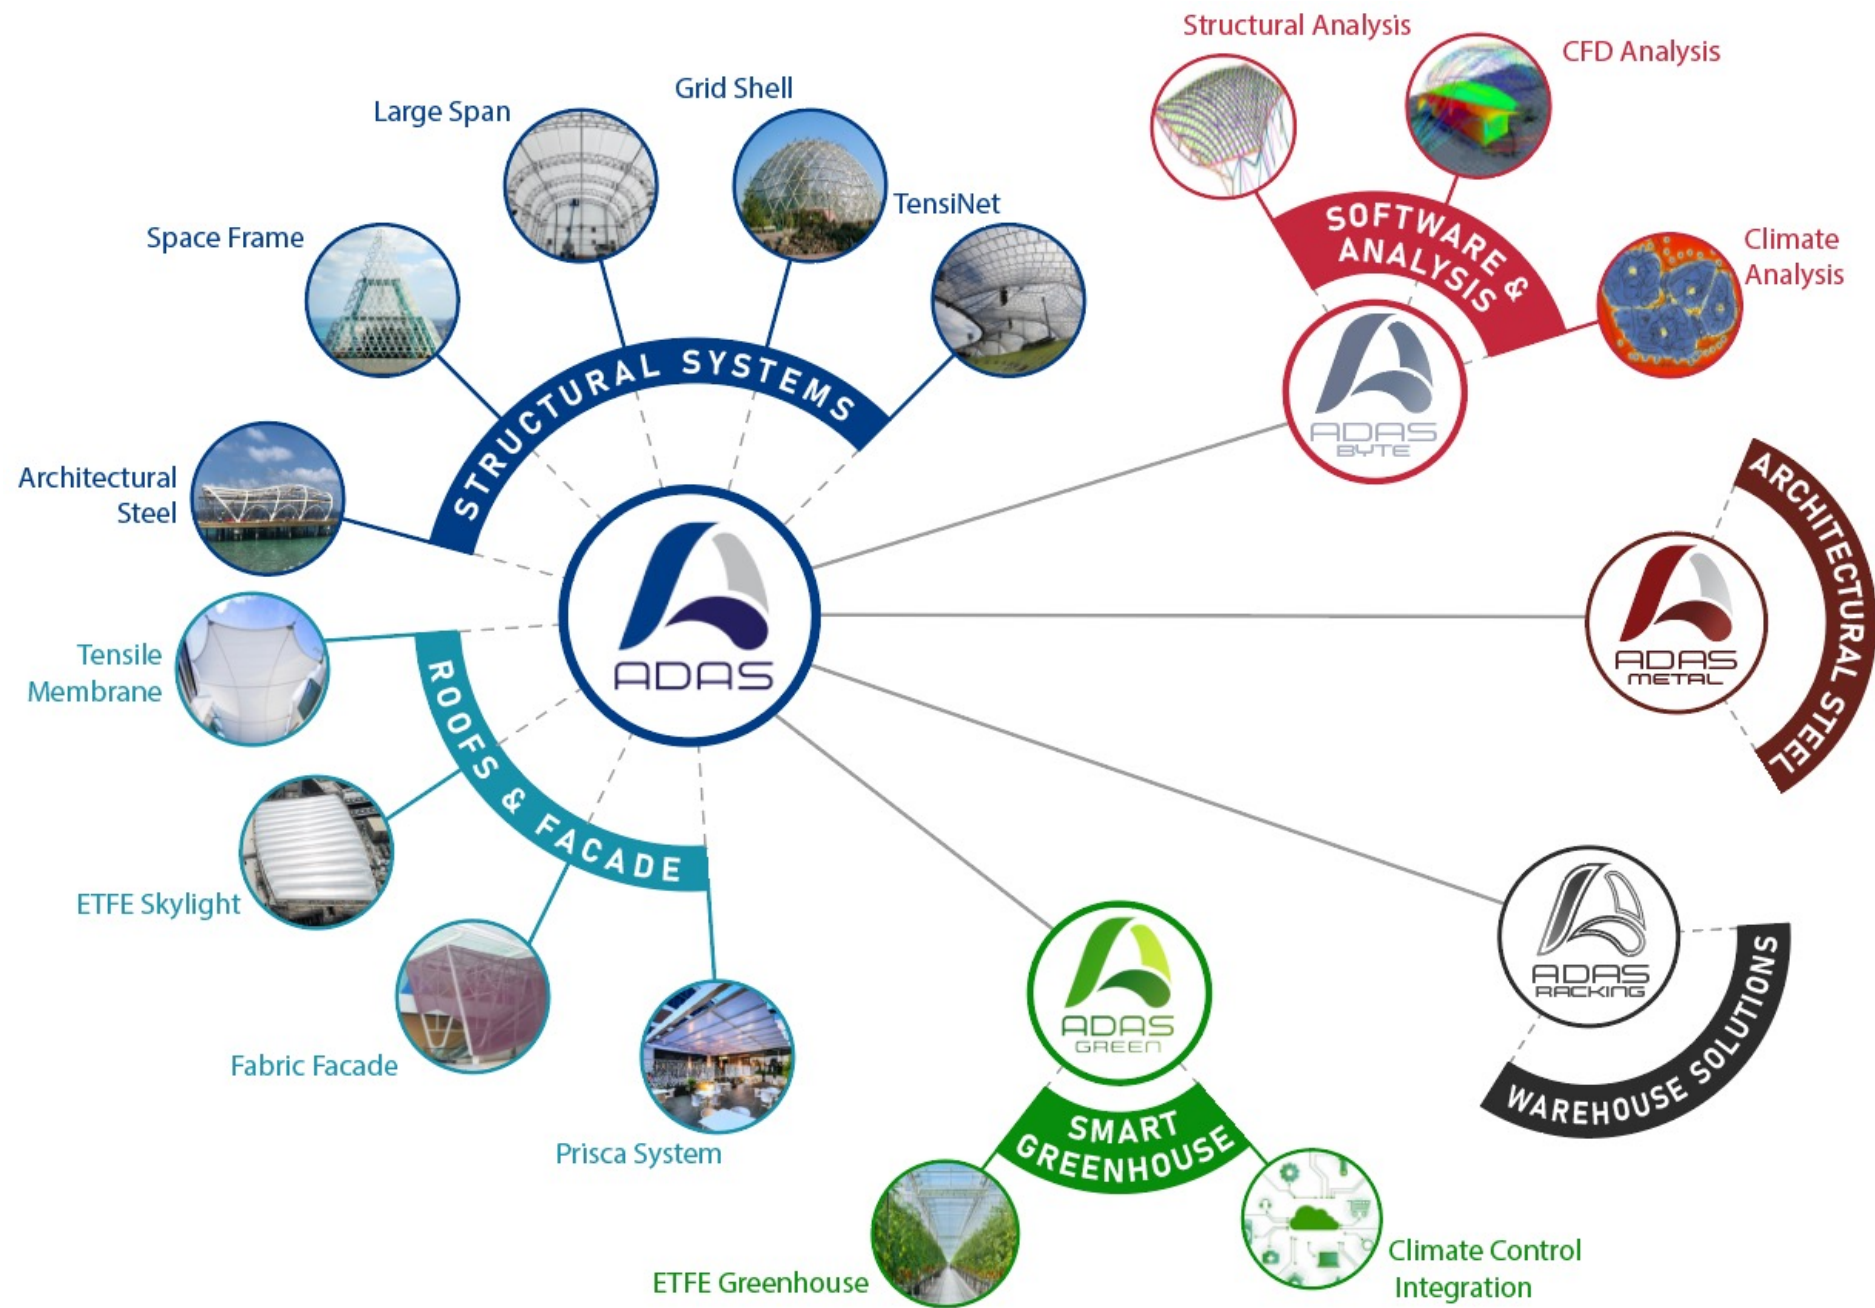 Structural Analysis
CFD Analysis
Climate
Analysis
SOFTWARE &
ANALYSIS
ADAS
BYTE
Grid Shell
Large Span
TensiNet
Space Frame
Architectural
Steel
STRUCTURAL SYSTEMS
ADAS
Tensile
Membrane
ROOFS & FACADE
ETFE Skylight
Fabric Facade
Prisca System
ARCHITECTURAL STEEL
ADAS
METAL
ADAS
RACKING
WAREHOUSE SOLUTIONS
ADAS
GREEN
SMART
GREENHOUSE
ETFE Greenhouse
Climate Control
Integration